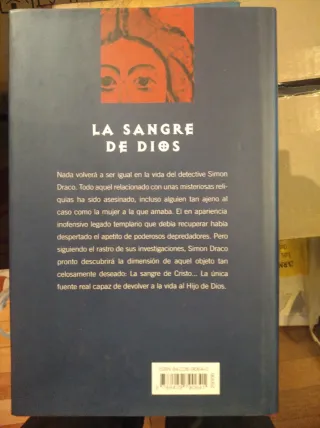 LA SANGRE
DE DIOS
Nada volverá a ser igual en la vida del detective Simon
Draco. Todo aquel relacionado con unas misteriosas reli-
quias ha sido asesinado, incluso alguien tan ajeno al
caso como la mujer a la que amaba. El en apariencia
inofensivo legado templario que debía recuperar había
despertado el apetito de poderosos depredadores. Pero
siguiendo el rastro de sus investigaciones, Simon Draco
pronto descubrirá la dimensión de aquel objeto tan
celosamente deseado: La sangre de Cristo... La única
fuente real capaz de devolver a la vida al Hijo de Dios.